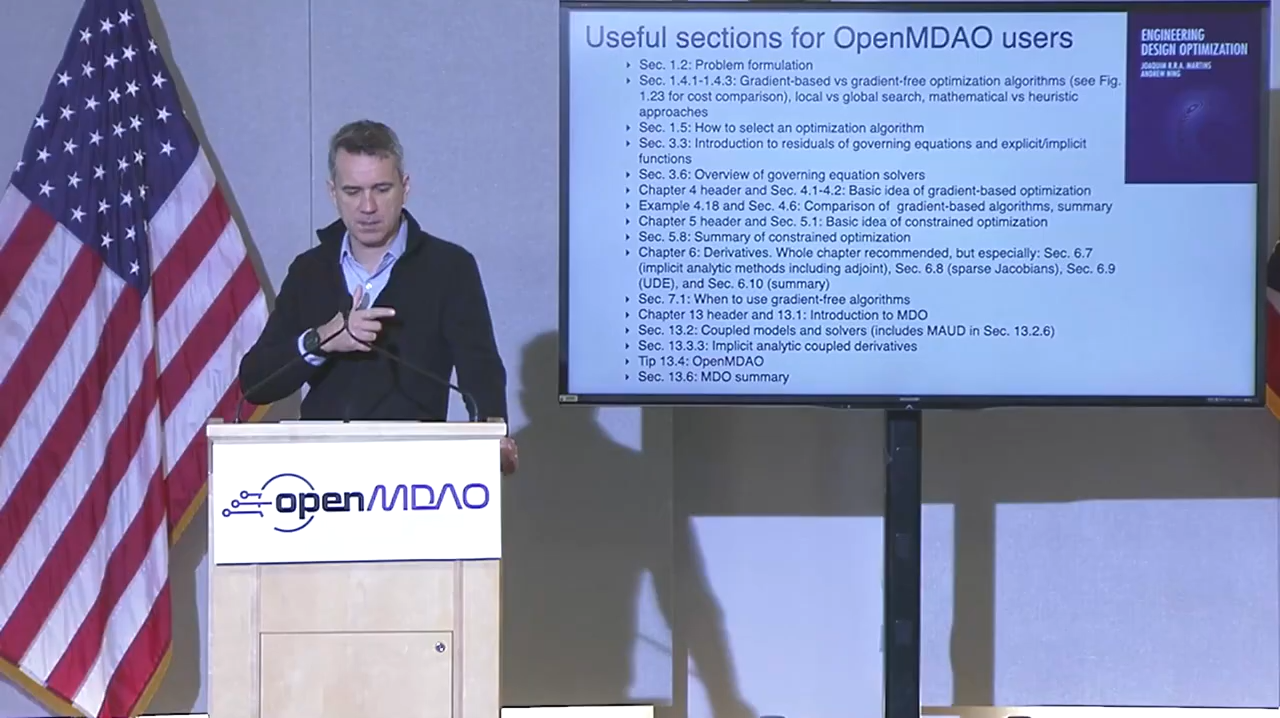 Useful sections for OpenMDAO users
Sec. 1.2: Problem formulation
Sec. 1.4.1-1.4.3: Gradient-based vs gradient-free optimization algorithms (see Fig.
1.23 for cost comparison), local vs global search, mathematical vs heuristic
approaches
Sec. 1.5: How to select an optimization algorithm
Sec. 3.3: Introduction to residuals of governing equations and explicit/implicit
functions
Sec. 3.6: Overview of governing equation solvers
Chapter 4 header and Sec. 4.1-4.2: Basic idea of gradient-based optimization
Example 4.18 and Sec. 4.6: Comparison of gradient-based algorithms, summary
Chapter 5 header and Sec. 5.1: Basic idea of constrained optimization
Sec. 5.8: Summary of constrained optimization
Chapter 6: Derivatives. Whole chapter recommended, but especially: Sec. 6.7
(implicit analytic methods including adjoint), Sec. 6.8 (sparse Jacobians), Sec. 6.9
(UDE), and Sec. 6.10 (summary)
Sec. 7.1: When to use gradient-free algorithms
Chapter 13 header and 13.1: Introduction to MDO
Sec. 13.2: Coupled models and solvers (includes MAUD in Sec. 13.2.6)
Sec. 13.3.3: Implicit analytic coupled derivatives
Tip 13.4: OpenMDAO
Sec. 13.6: MDO summary
ENGINEERING
DESIGN OPTIMIZATION
JOAQUIM R.R.A. MARTINS
ANDREW NING
openMDAO